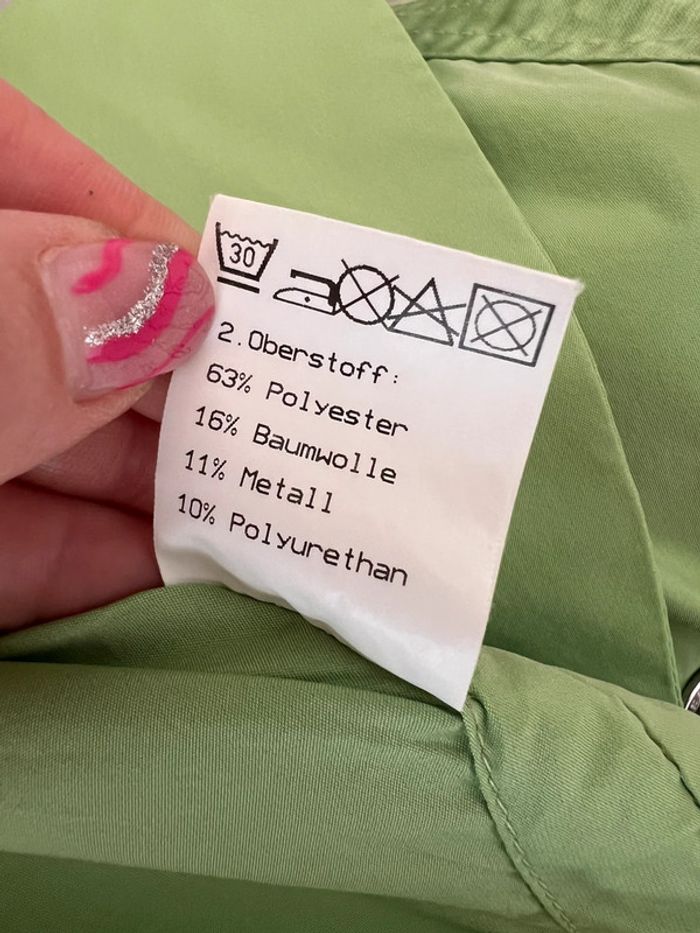 30
2.Oberstoff:
63% Polyester
16% Baumwolle
11% Metall
10% Polyurethan